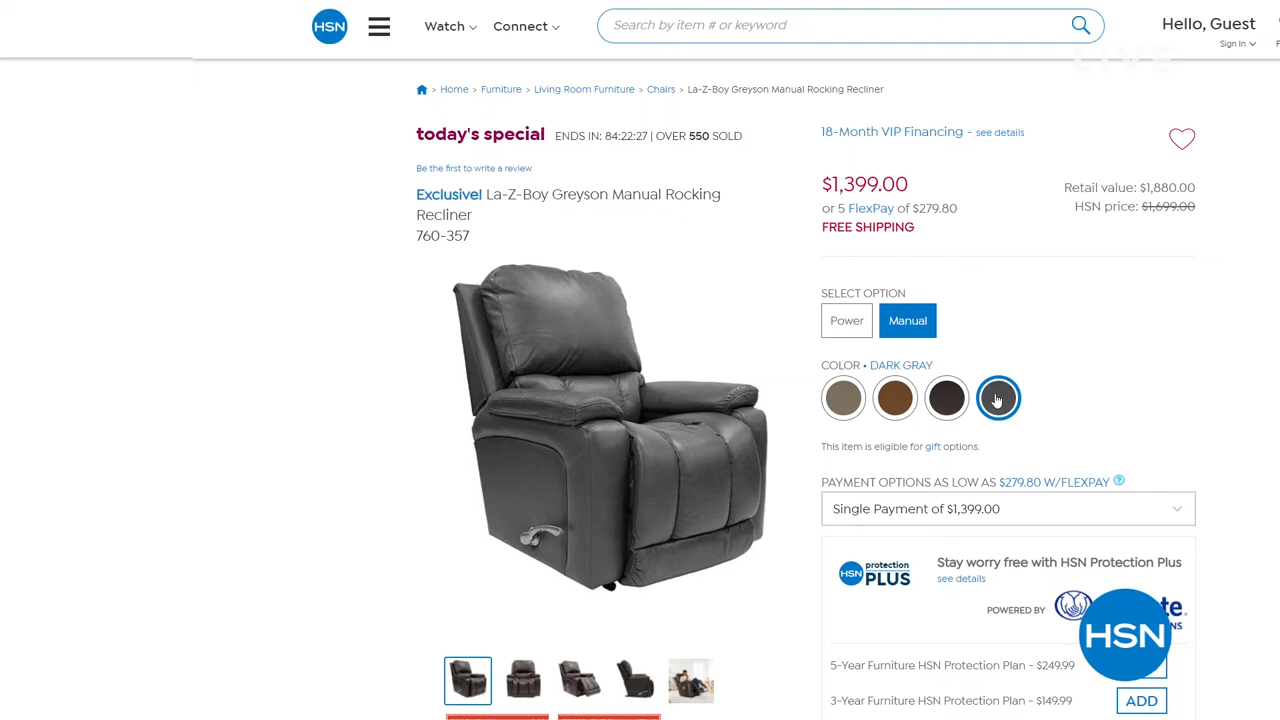 HSN
Watch
Connect
Search by item # or keyword
Hello, Guest
Sign In
LIVE
> Home > Furniture > Living Room Furniture > Chairs > La-Z-Boy Greyson Manual Rocking Recliner
today's special ENDS IN: 84:22:27 | OVER 550 SOLD
Be the first to write a review
Exclusive! La-Z-Boy Greyson Manual Rocking
Recliner
760-357
18-Month VIP Financing - see details
$1,399.00
Retail value: $1,880.00
or 5 FlexPay of $279.80
HSN price: $1,699.00
FREE SHIPPING
SELECT OPTION
Power
Manual
COLOR • DARK GRAY
This item is eligible for gift options.
PAYMENT OPTIONS AS LOW AS $279.80 W/FLEXPAY ?
Single Payment of $1,399.00
HSN protection PLUS
Stay worry free with HSN Protection Plus
see details
POWERED BY
HSN
5-Year Furniture HSN Protection Plan - $249.99
3-Year Furniture HSN Protection Plan - $149.99
ADD